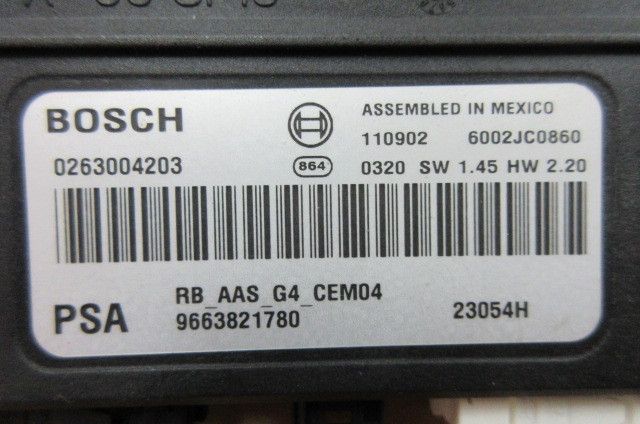 BOSCH
ASSEMBLED IN MEXICO
110902 6002JC0860
0263004203
864 0320 SW 1.45 HW 2.20
RB_AAS_G4_CEM04
PSA 9663821780 23054H